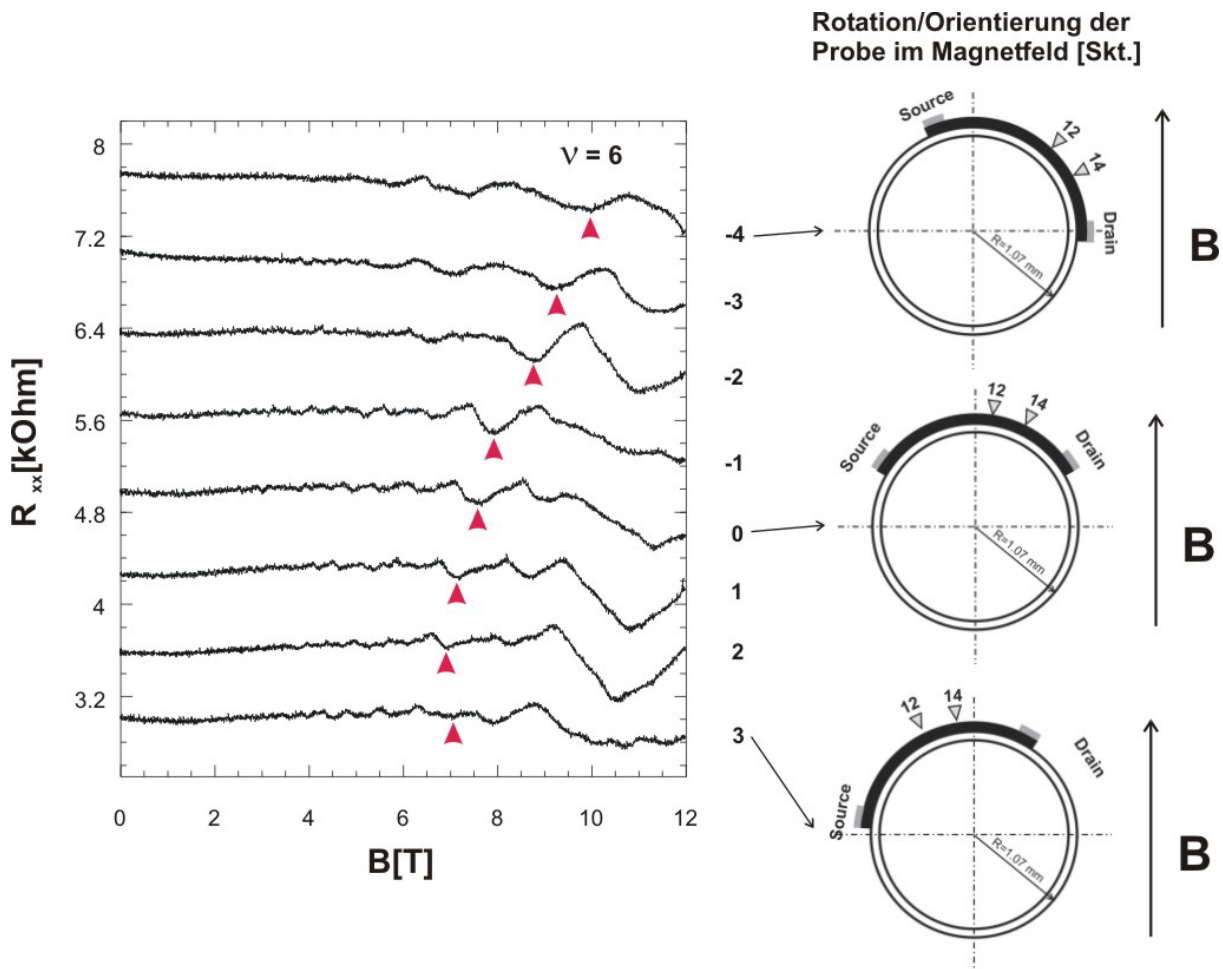 Rotation/Orientierung der
Probe im Magnetfeld [Skt.]
ν = 6
8
7.2
6.4
5.6
4.8
4
3.2
R xx[kOhm]
0
2
4
6
8
10
12
B[T]
-4
-3
-2
-1
0
1
2
3
Source
12
14
Drain
R=1.07 mm
B
Source
12
14
Drain
R=1.07 mm
B
Source
12
14
Drain
R=1.07 mm
B